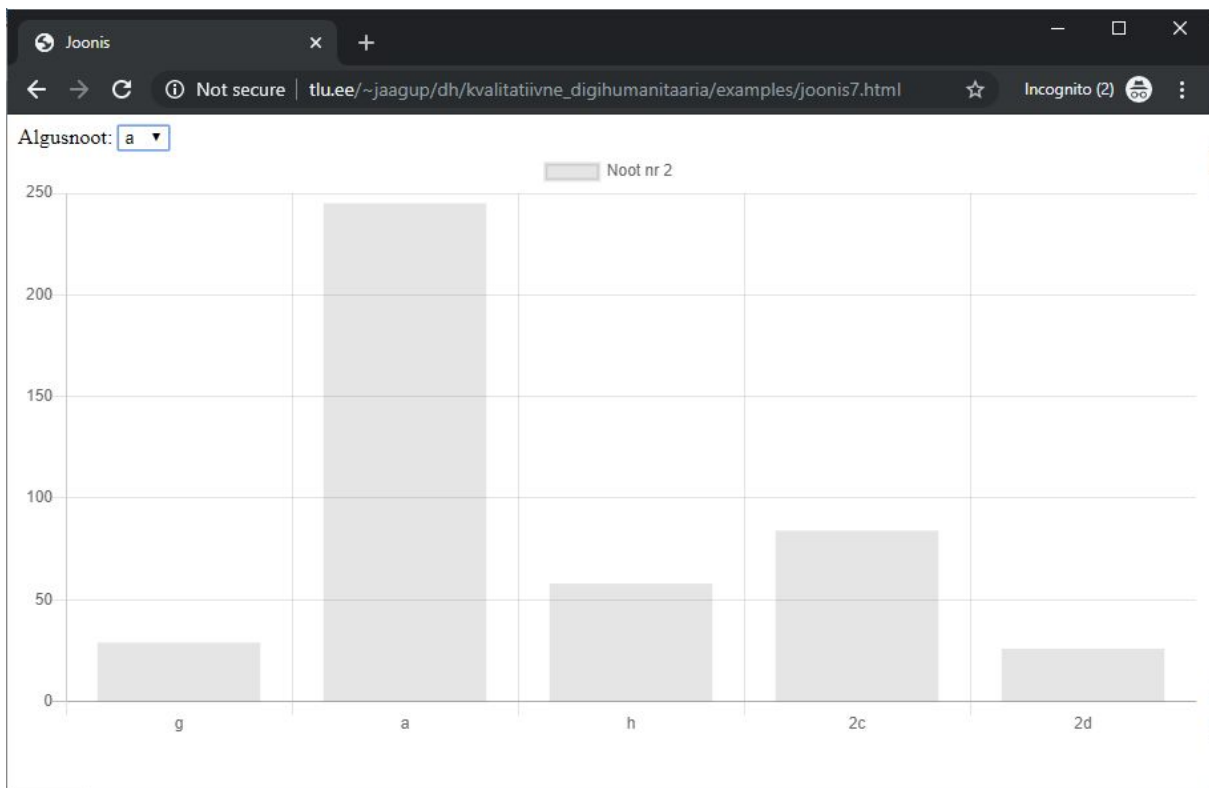 Joonis
Not secure | tlu.ee/~jaagup/dh/kvalitatiivne_digihumanitaaria/examples/joonis7.html Incognito (2)
Algusnoot: a
Noot nr 2
250
200
150
100
50
0
g a h 2c 2d